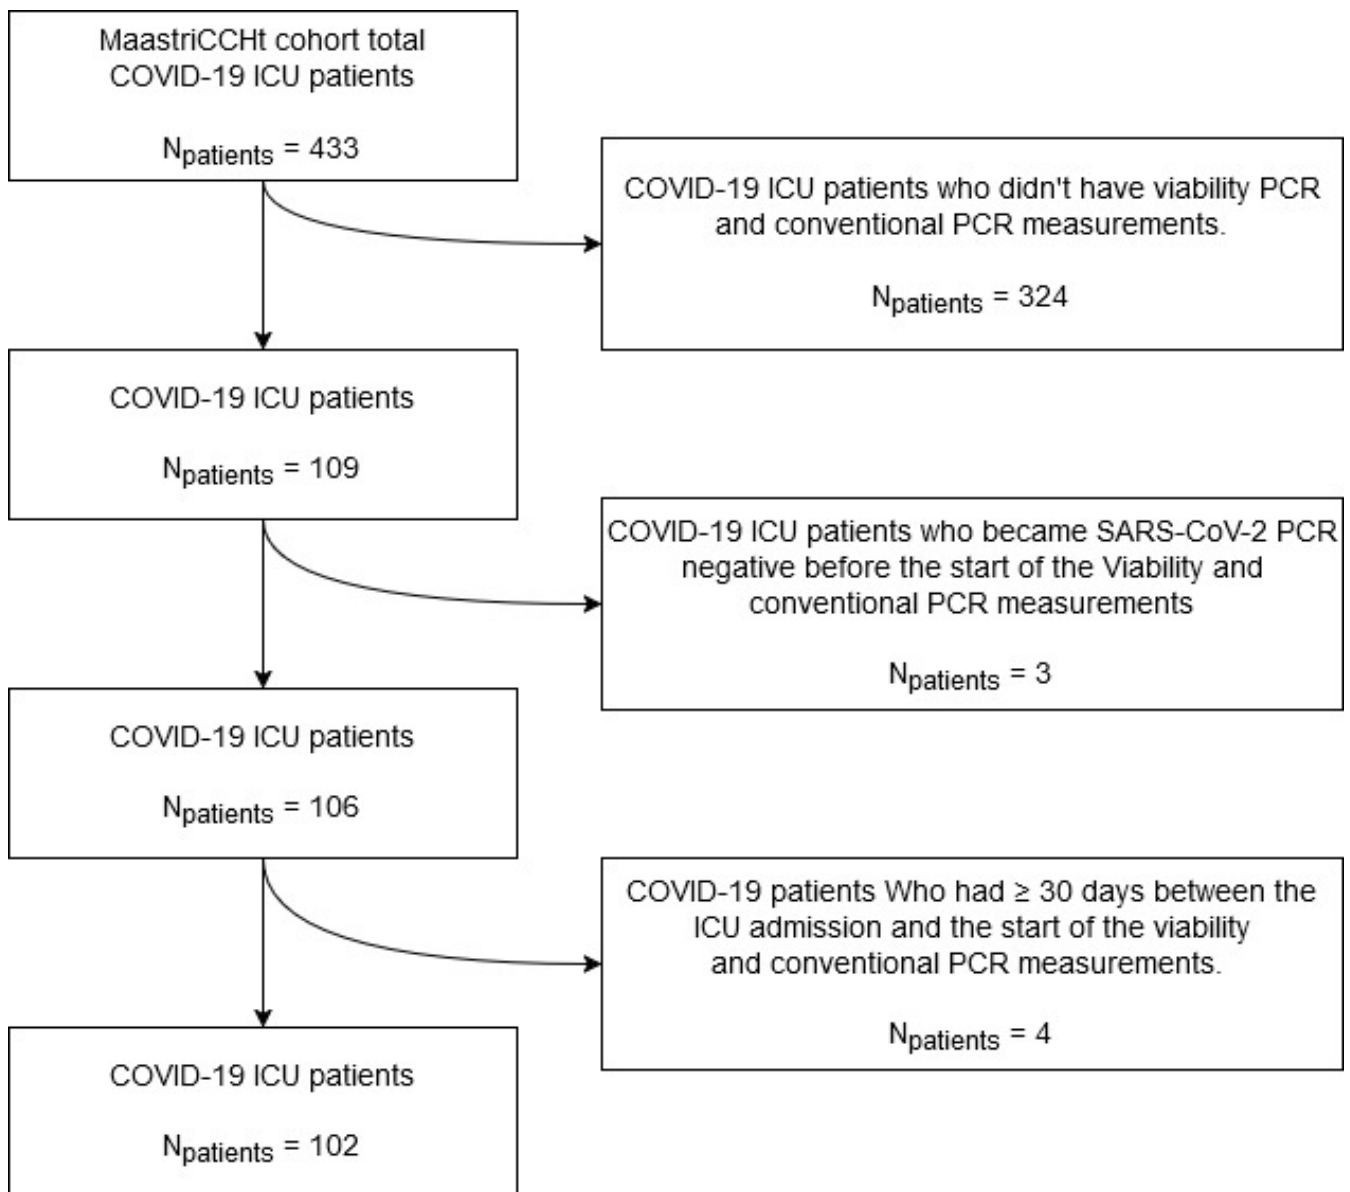 MaastriCCHt cohort total
COVID-19 ICU patients
Npatients = 433
COVID-19 ICU patients who didn't have viability PCR
and conventional PCR measurements.
Npatients = 324
COVID-19 ICU patients
Npatients = 109
COVID-19 ICU patients who became SARS-CoV-2 PCR
negative before the start of the Viability and
conventional PCR measurements
Npatients = 3
COVID-19 ICU patients
Npatients = 106
COVID-19 patients Who had ≥ 30 days between the
ICU admission and the start of the viability
and conventional PCR measurements.
Npatients = 4
COVID-19 ICU patients
Npatients = 102